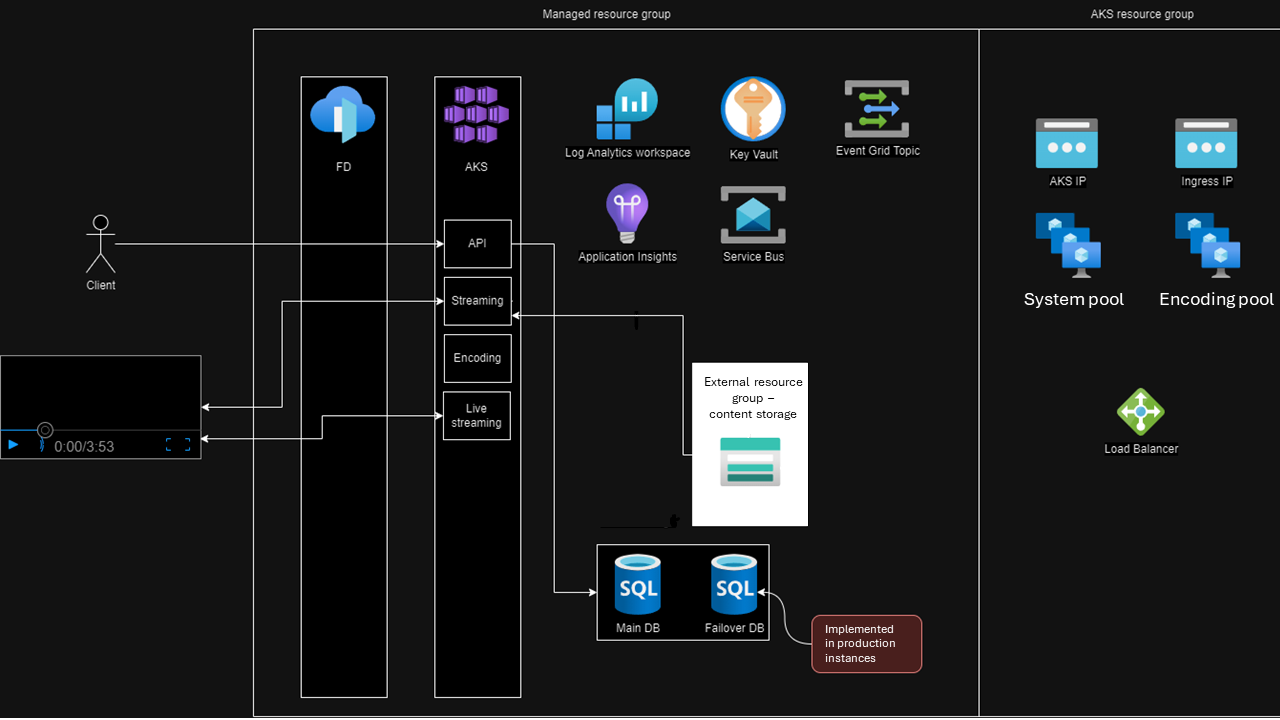 Managed resource group
AKS resource group
FD
AKS
Log Analytics workspace
Key Vault
Event Grid Topic
AKS IP
Ingress IP
Client
API
Application Insights
Service Bus
System pool
Encoding pool
Streaming
Encoding
Live
streaming
External resource
group –
content storage
0:00/3:53
Load Balancer
SQL
SQL
Main DB
Failover DB
Implemented
in production
instances